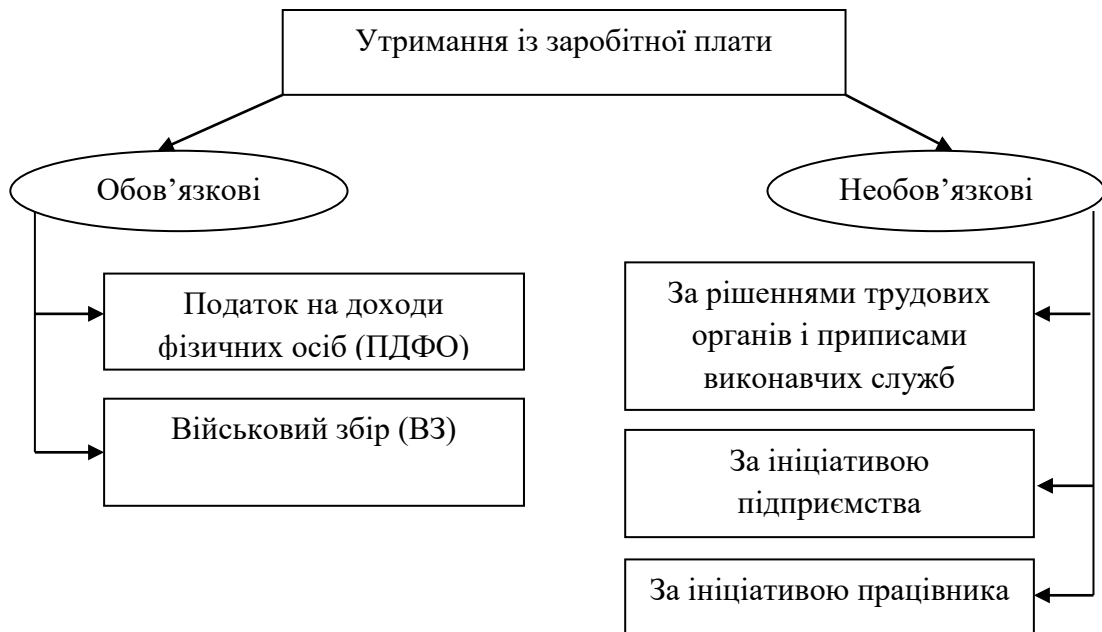 Утримання із заробітної плати
Обов’язкові
Необов’язкові
Податок на доходи
фізичних осіб (ПДФО)
Військовий збір (ВЗ)
За рішеннями трудових
органів і приписами
виконавчих служб
За ініціативою
підприємства
За ініціативою працівника